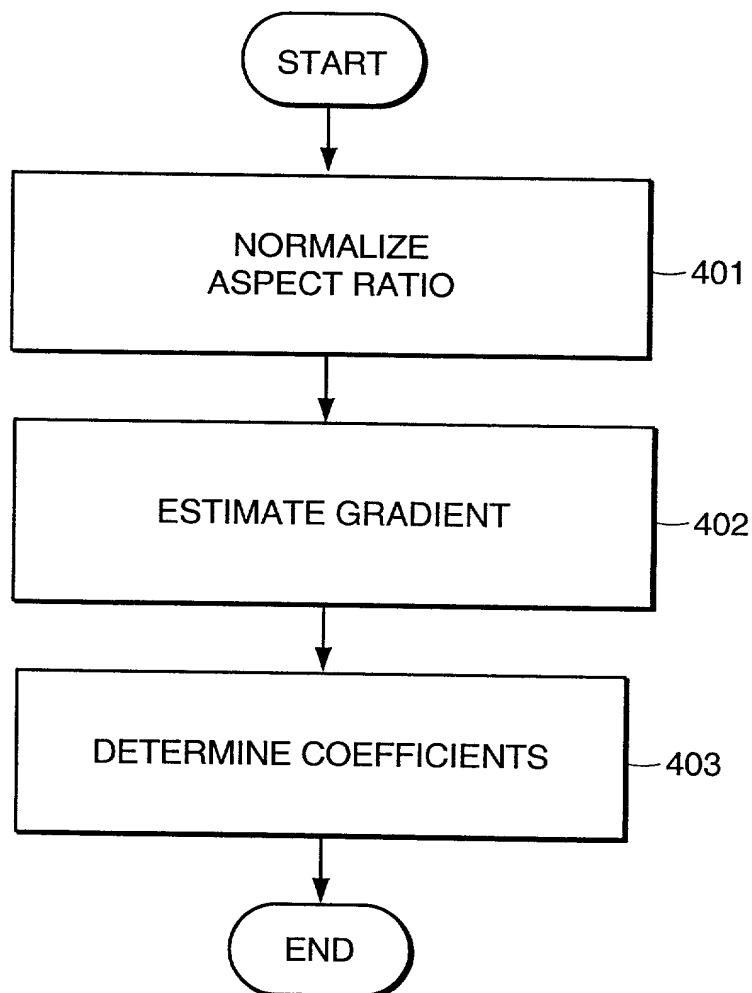 START
NORMALIZE
ASPECT RATIO
401
ESTIMATE GRADIENT
402
DETERMINE COEFFICIENTS
403
END